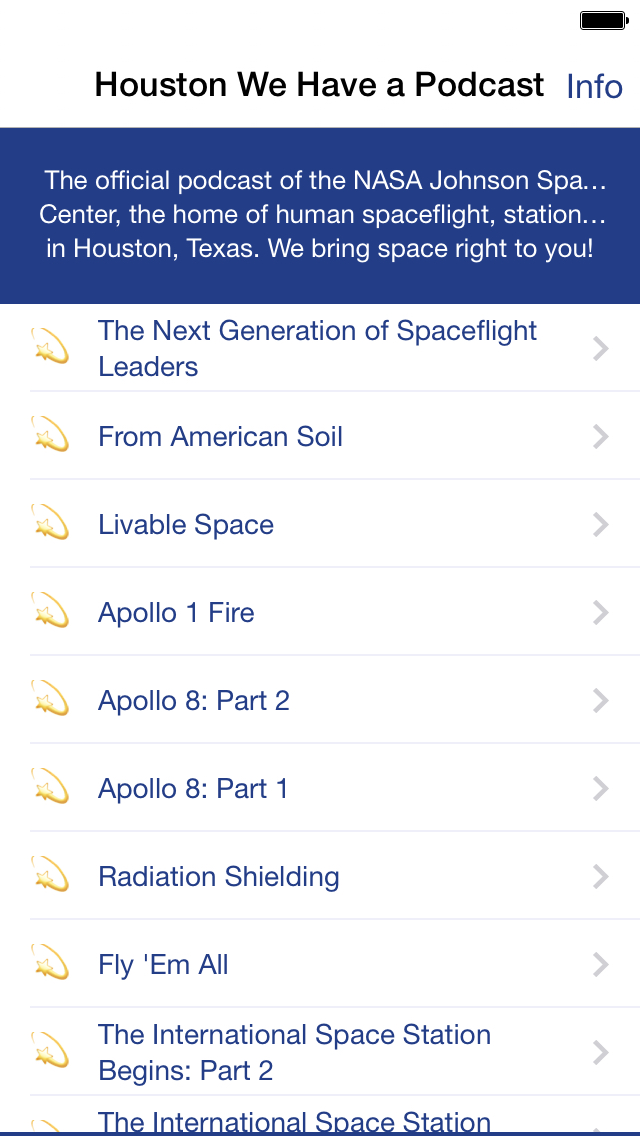 Houston We Have a Podcast
Info
The official podcast of the NASA Johnson Spa…
Center, the home of human spaceflight, station…
in Houston, Texas. We bring space right to you!
The Next Generation of Spaceflight
Leaders
From American Soil
Livable Space
Apollo 1 Fire
Apollo 8: Part 2
Apollo 8: Part 1
Radiation Shielding
Fly 'Em All
The International Space Station
Begins: Part 2
The International Space Station